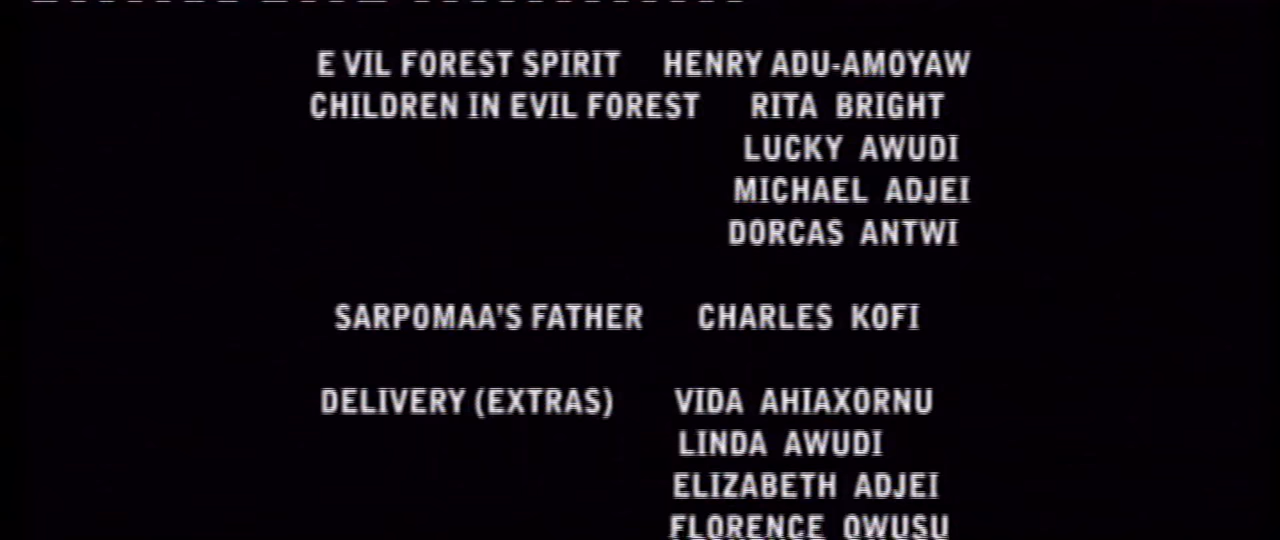 E VIL FOREST SPIRIT HENRY ADU-AMOYAW
CHILDREN IN EVIL FOREST RITA BRIGHT
LUCKY AWUDI
MICHAEL ADJEI
DORCAS ANTWI
SARPOMAA'S FATHER CHARLES KOFI
DELIVERY (EXTRAS) VIDA AHIAXORNU
LINDA AWUDI
ELIZABETH ADJEI
FLORENCE OWUSU